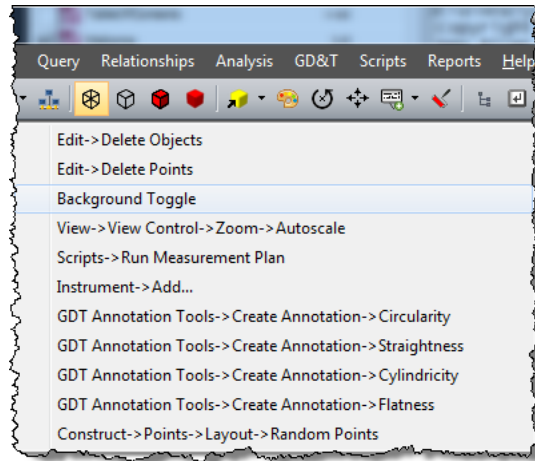 Query Relationships Analysis GD&T Scripts Reports Help
Edit->Delete Objects
Edit->Delete Points
Background Toggle
View->View Control->Zoom->Autoscale
Scripts->Run Measurement Plan
Instrument->Add...
GDT Annotation Tools->Create Annotation->Circularity
GDT Annotation Tools->Create Annotation->Straightness
GDT Annotation Tools->Create Annotation->Cylindricity
GDT Annotation Tools->Create Annotation->Flatness
Construct->Points->Layout->Random Points